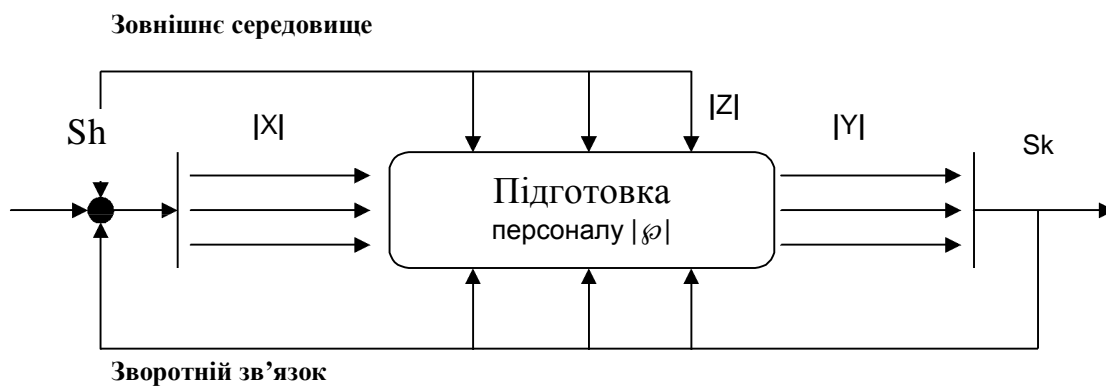 Зовнішнє середовище
|Z|
Sh
|X|
|Y|
Sk
Підготовка
персоналу |℘|
Зворотній зв’язок